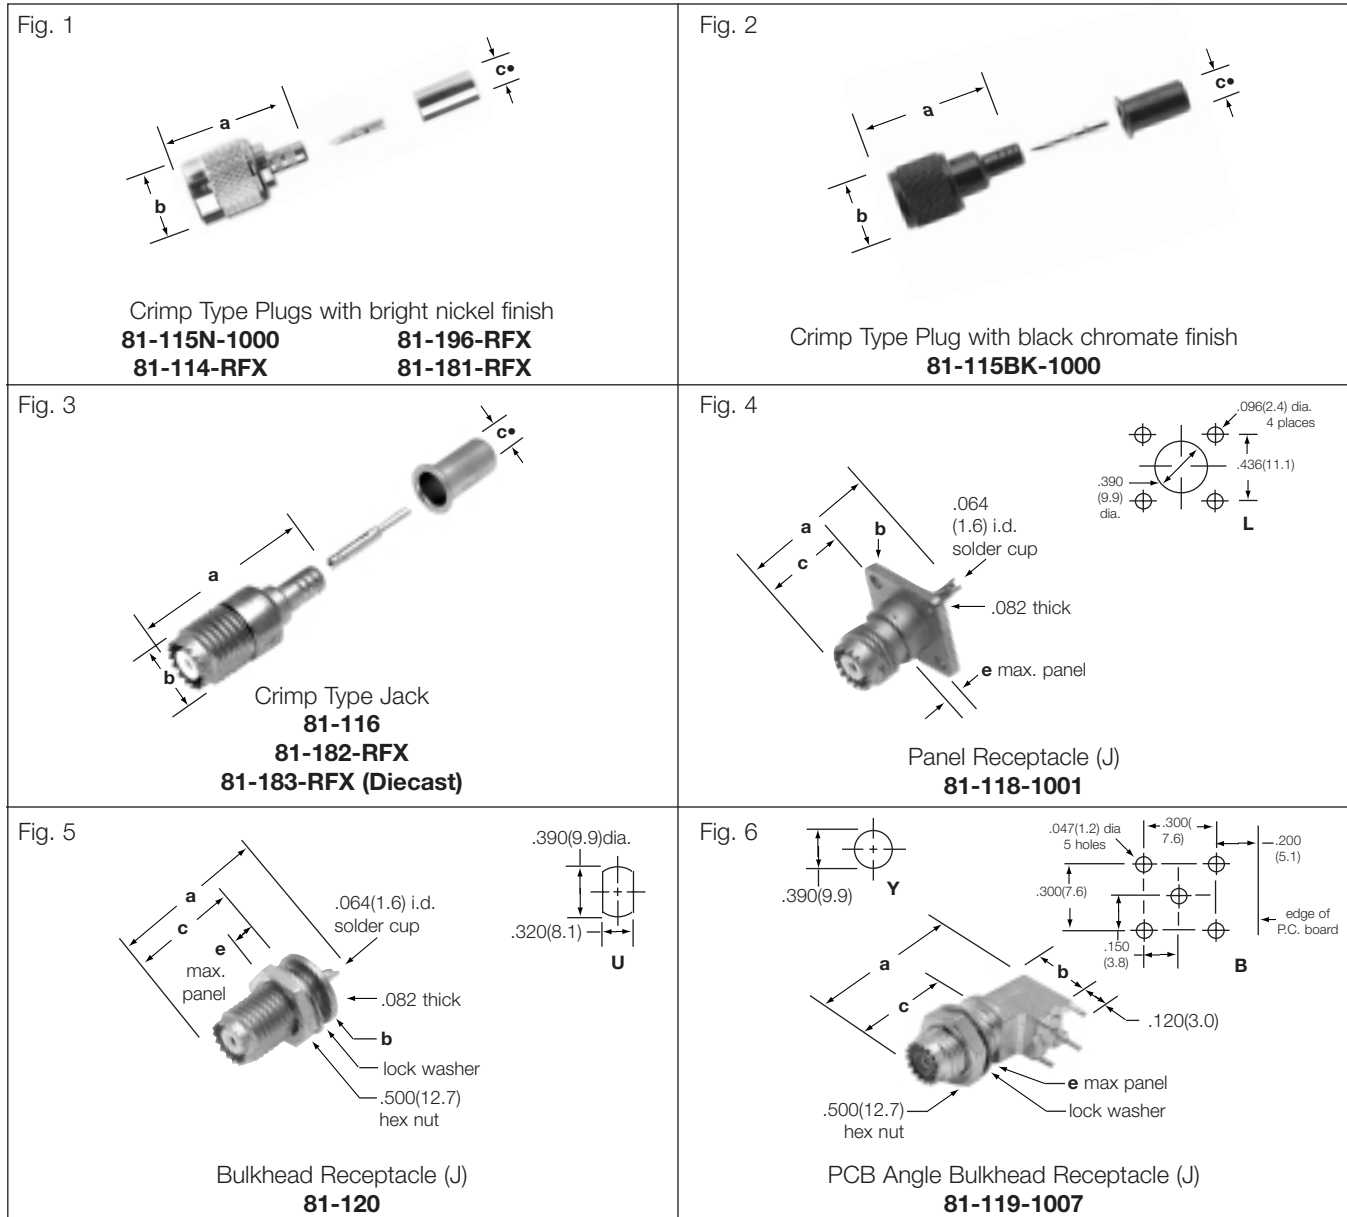 Fig. 1
c•
a
b
Crimp Type Plugs with bright nickel finish
81-115N-1000 81-196-RFX
81-114-RFX 81-181-RFX
Fig. 2
c•
a
b
Crimp Type Plug with black chromate finish
81-115BK-1000
Fig. 3
c•
a
b
Crimp Type Jack
81-116
81-182-RFX
81-183-RFX (Diecast)
Fig. 4
.096(2.4) dia.
4 places
.436(11.1)
.390
(9.9)
dia.
L
a
b
c
.064
(1.6) i.d.
solder cup
.082 thick
e max. panel
Panel Receptacle (J)
81-118-1001
Fig. 5
.390(9.9)dia.
.320(8.1)
U
a
c
e
max.
panel
.064(1.6) i.d.
solder cup
.082 thick
b
lock washer
.500(12.7)
hex nut
Bulkhead Receptacle (J)
81-120
Fig. 6
.390(9.9)
Y
.047(1.2) dia
5 holes
.300(
7.6)
.200
(5.1)
.300(7.6)
.150
(3.8)
edge of
P.C. board
B
a
b
c
.120(3.0)
e max panel
lock washer
.500(12.7)
hex nut
PCB Angle Bulkhead Receptacle (J)
81-119-1007